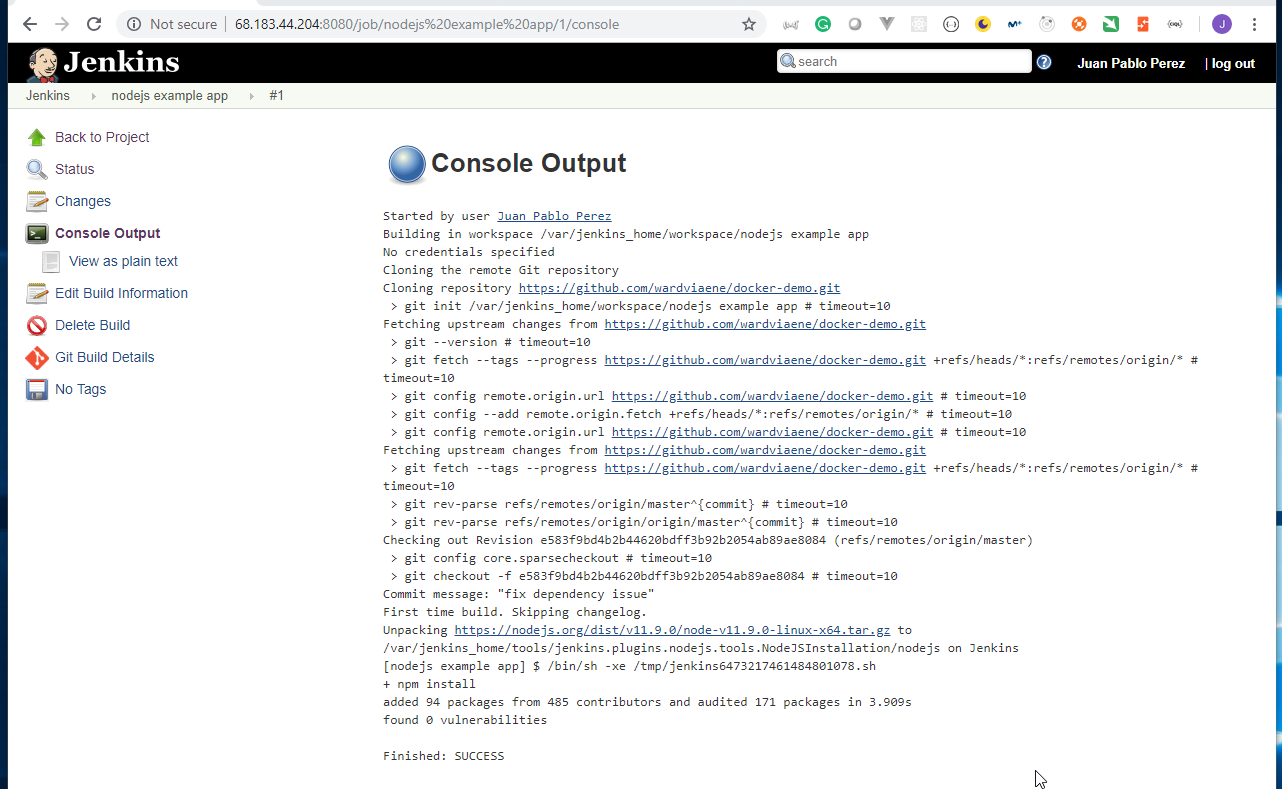 Not secure | 68.183.44.204:8080/job/nodejs%20example%20app/1/console
J
Jenkins
search
Juan Pablo Perez
| log out
Jenkins
nodejs example app
#1
Back to Project
Status
Changes
Console Output
View as plain text
Edit Build Information
Delete Build
Git Build Details
No Tags
Console Output
Started by user Juan Pablo Perez
Building in workspace /var/jenkins_home/workspace/nodejs example app
No credentials specified
Cloning the remote Git repository
Cloning repository https://github.com/wardviaene/docker-demo.git
> git init /var/jenkins_home/workspace/nodejs example app # timeout=10
Fetching upstream changes from https://github.com/wardviaene/docker-demo.git
> git --version # timeout=10
> git fetch --tags --progress https://github.com/wardviaene/docker-demo.git +refs/heads/*:refs/remotes/origin/* #
timeout=10
> git config remote.origin.url https://github.com/wardviaene/docker-demo.git # timeout=10
> git config --add remote.origin.fetch +refs/heads/*:refs/remotes/origin/* # timeout=10
> git config remote.origin.url https://github.com/wardviaene/docker-demo.git # timeout=10
Fetching upstream changes from https://github.com/wardviaene/docker-demo.git
> git fetch --tags --progress https://github.com/wardviaene/docker-demo.git +refs/heads/*:refs/remotes/origin/* #
timeout=10
> git rev-parse refs/remotes/origin/master^{commit} # timeout=10
> git rev-parse refs/remotes/origin/origin/master^{commit} # timeout=10
Checking out Revision e583f9bd4b2b44620bdff3b92b2054ab89ae8084 (refs/remotes/origin/master)
> git config core.sparsecheckout # timeout=10
> git checkout -f e583f9bd4b2b44620bdff3b92b2054ab89ae8084 # timeout=10
Commit message: "fix dependency issue"
First time build. Skipping changelog.
Unpacking https://nodejs.org/dist/v11.9.0/node-v11.9.0-linux-x64.tar.gz to
/var/jenkins_home/tools/jenkins.plugins.nodejs.tools.NodeJSInstallation/nodejs on Jenkins
[nodejs example app] $ /bin/sh -xe /tmp/jenkins6473217461484801078.sh
+ npm install
added 94 packages from 485 contributors and audited 171 packages in 3.909s
found 0 vulnerabilities
Finished: SUCCESS